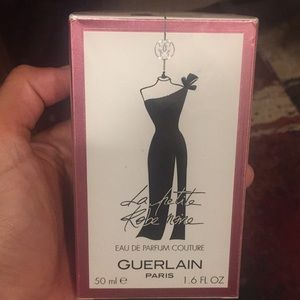 La petite
Robe noire
EAU DE PARFUM COUTURE
GUERLAIN
PARIS
50 ml e 1.6 FL OZ